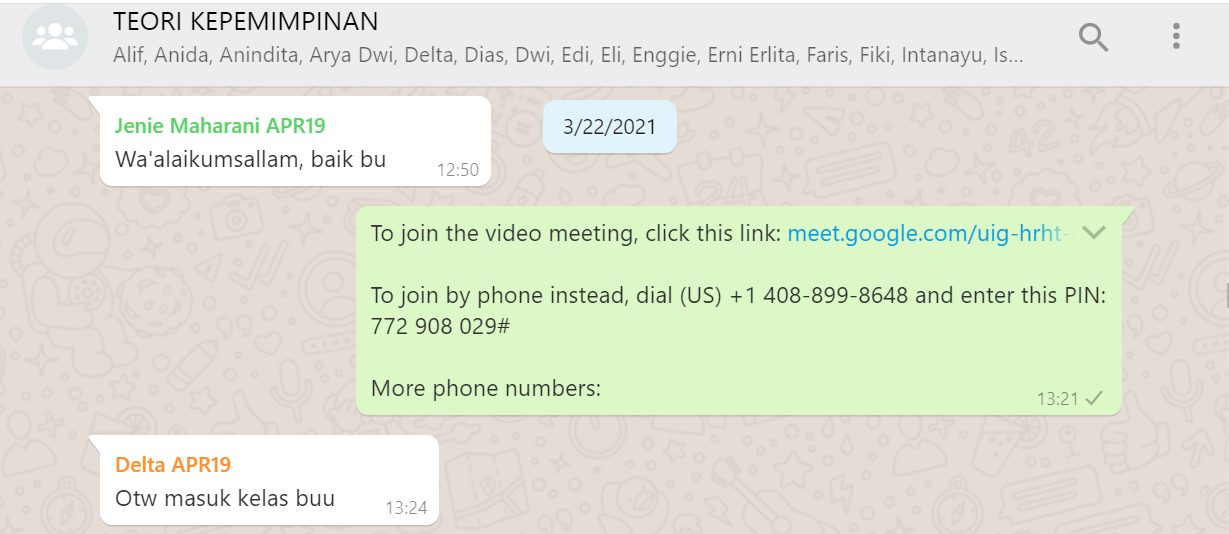 TEORI KEPEMIMPINAN
Alif, Anida, Anindita, Arya Dwi, Delta, Dias, Dwi, Edi, Eli, Enggie, Erni Erlita, Faris, Fiki, Intanayu, Is...
3/22/2021
Jenie Maharani APR19
Wa'alaikumsallam, baik bu
12:50
To join the video meeting, click this link: meet.google.com/uig-hrht-
To join by phone instead, dial (US) +1 408-899-8648 and enter this PIN:
772 908 029#
More phone numbers:
13:21
Delta APR19
Otw masuk kelas buu
13:24